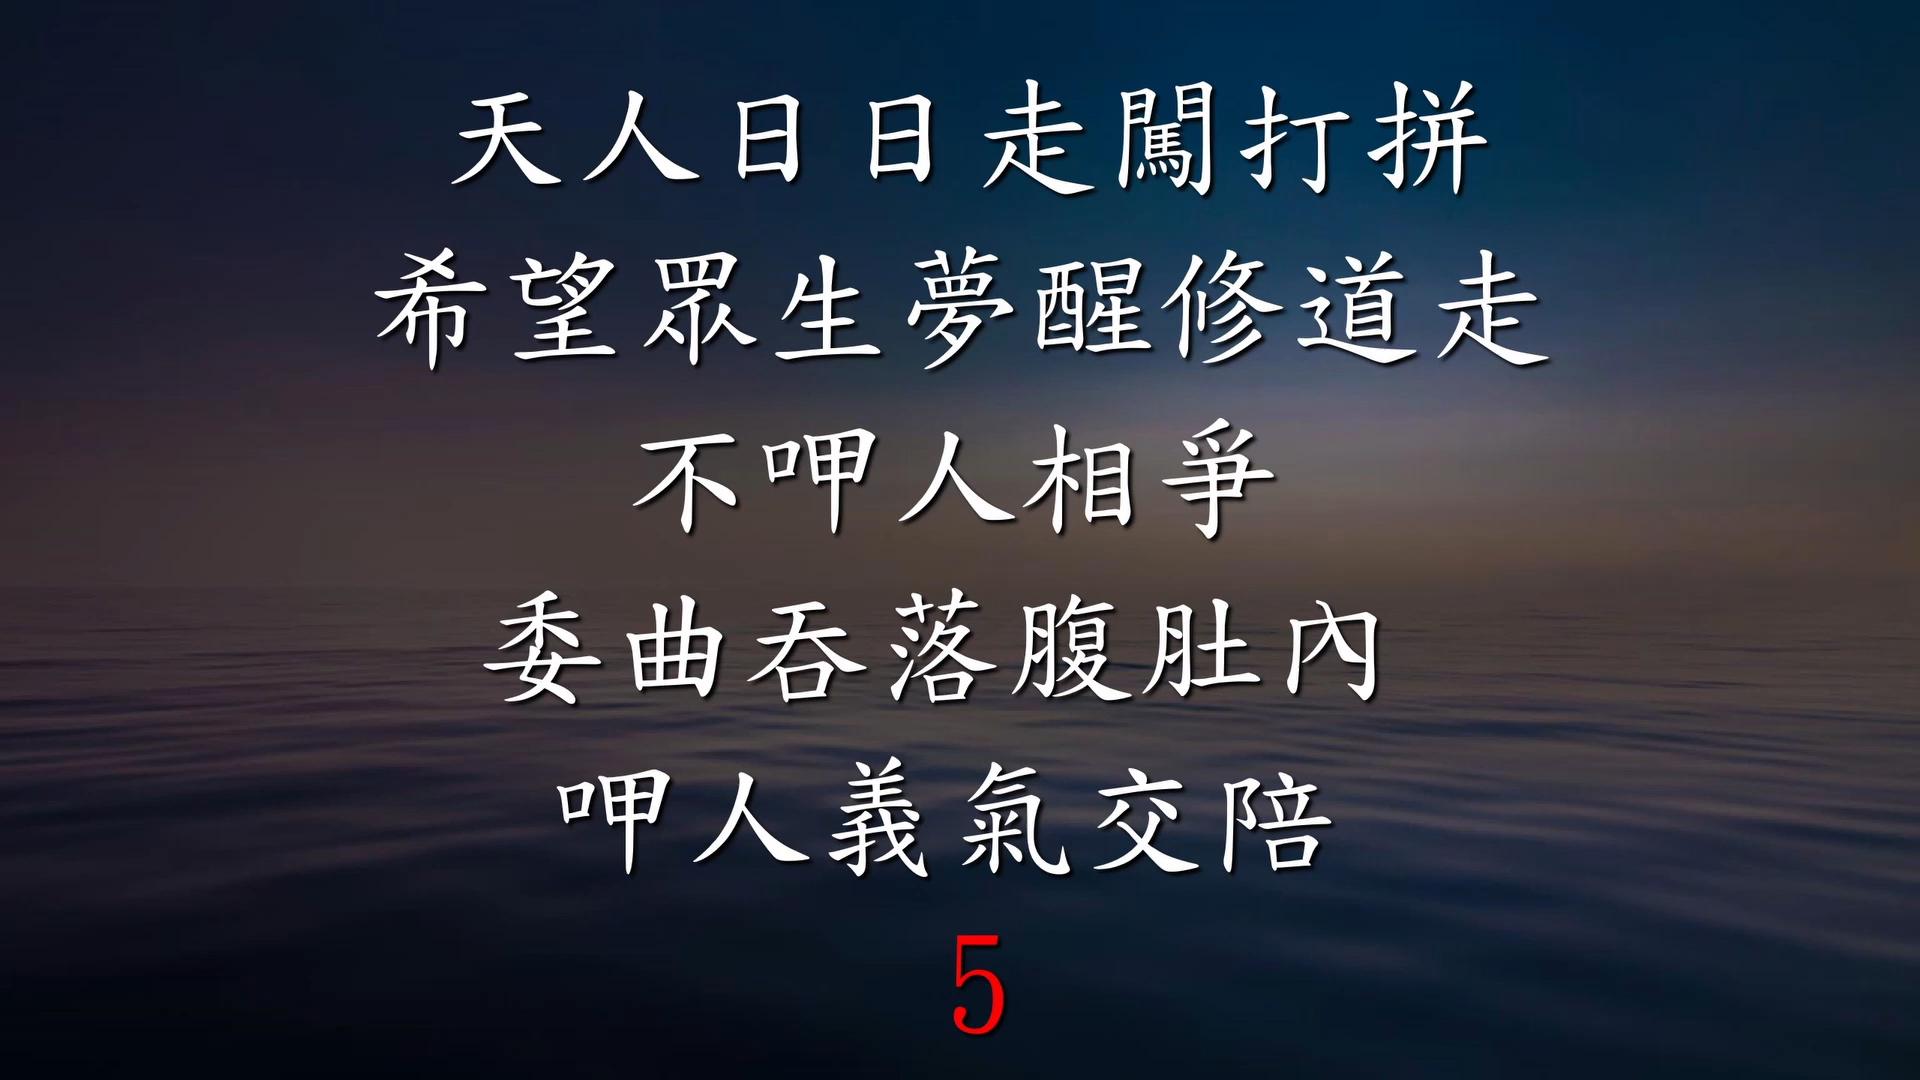 天人日日走闖打拼
希望眾生夢醒修道走
不呷人相爭
委曲吞落腹肚內
呷人義氣交陪
5